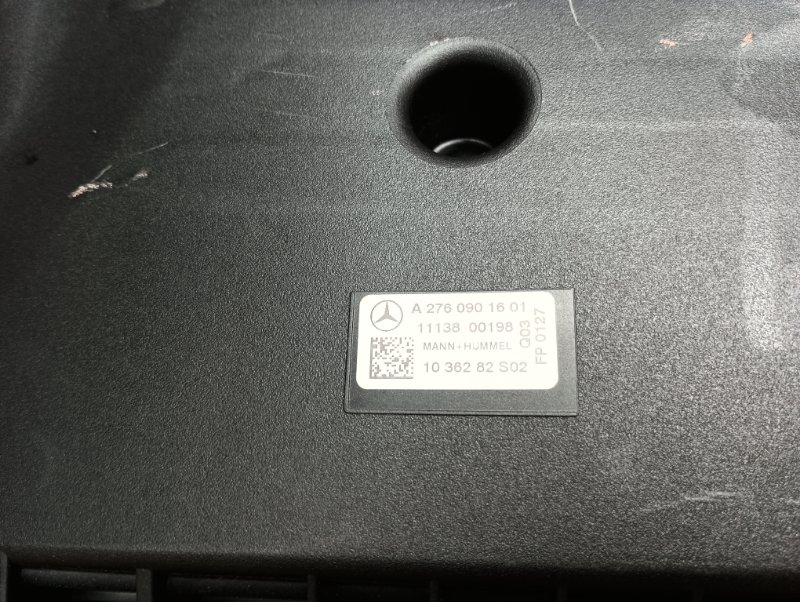 A 276 090 16 01
11138 00198
MANN+HUMMEL
10 362 82 S02
Q03
FP 0127